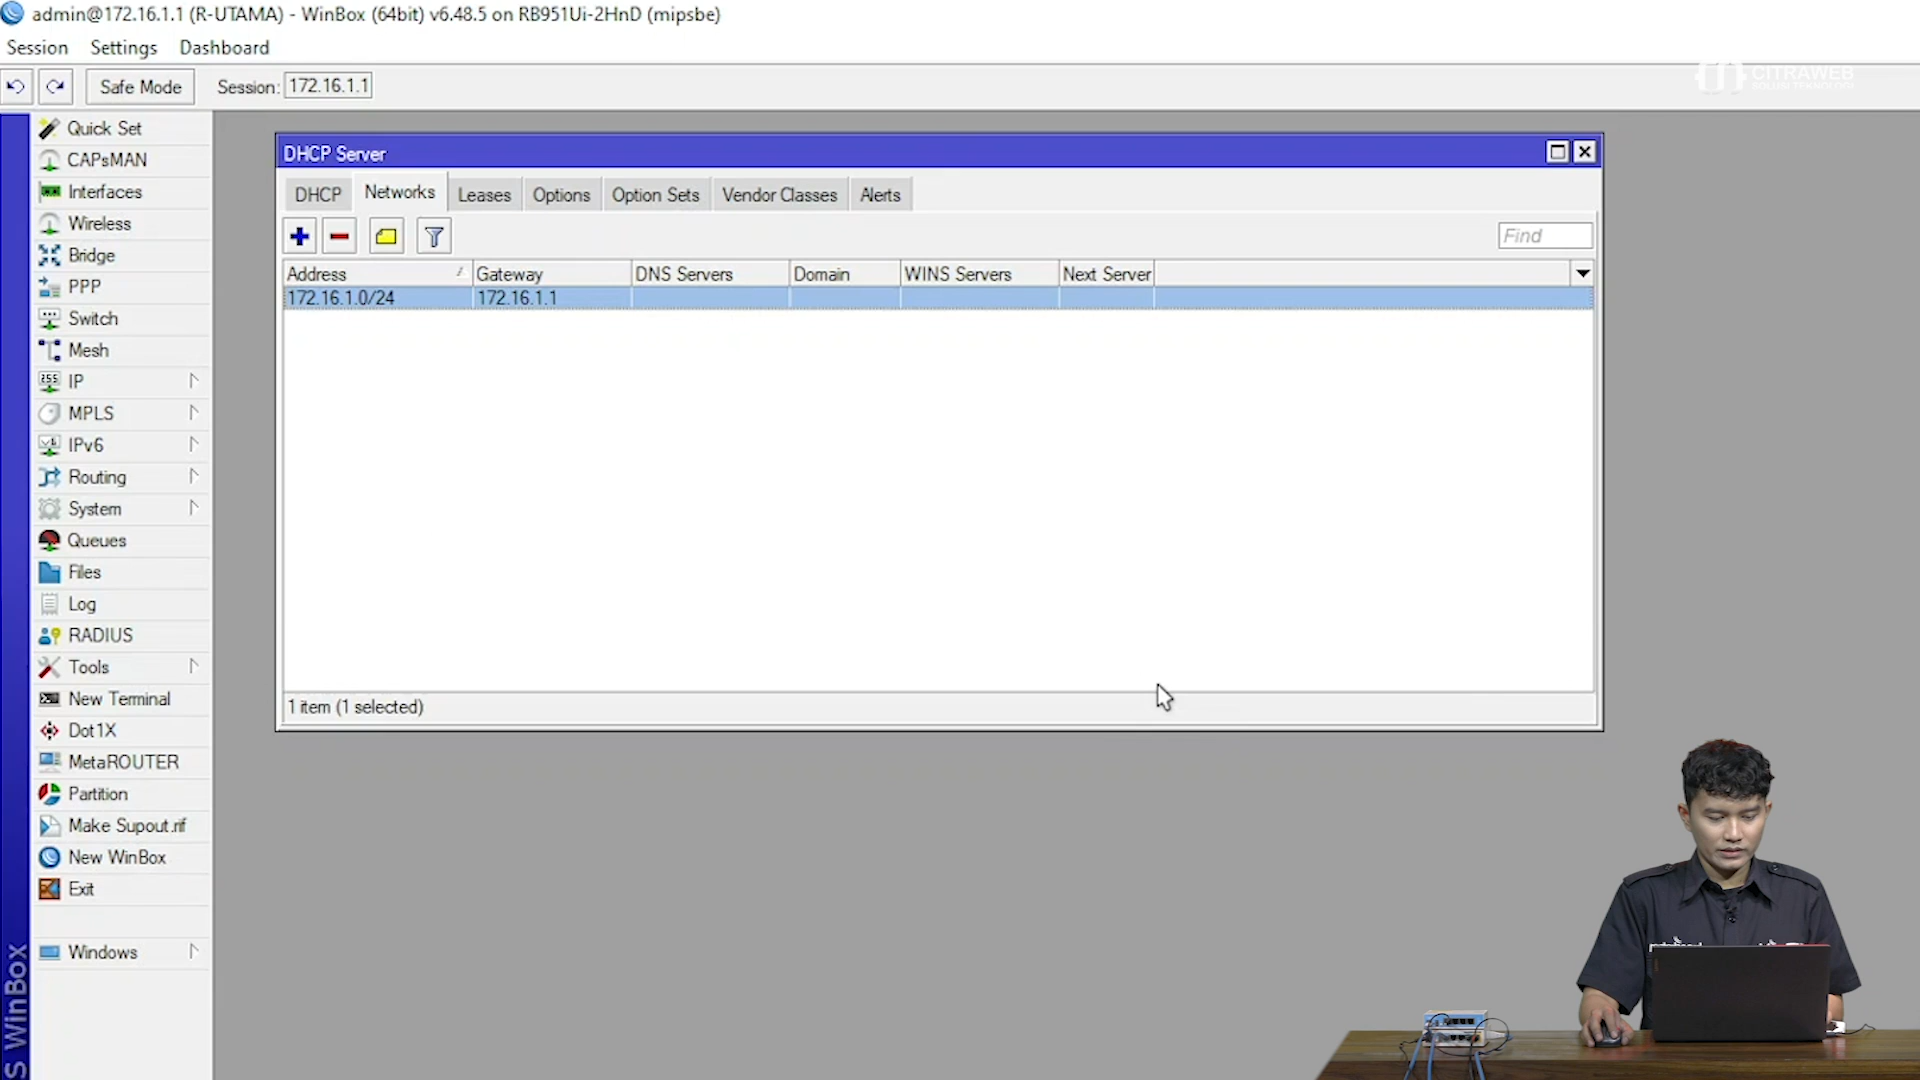 admin@172.16.1.1 (R-UTAMA) - WinBox (64bit) v6.48.5 on RB951Ui-2HnD (mipsbe)
Session Settings Dashboard
Safe Mode Session: 172.16.1.1
CITRAWEB
SOLUSI TEKNOLOGI
Quick Set
CAPsMAN
Interfaces
Wireless
Bridge
PPP
Switch
Mesh
IP
MPLS
IPv6
Routing
System
Queues
Files
Log
RADIUS
Tools
New Terminal
Dot1X
MetaROUTER
Partition
Make Supout.rif
New WinBox
Exit
Windows
S WinBox
DHCP Server
DHCP Networks Leases Options Option Sets Vendor Classes Alerts
Find
Address Gateway DNS Servers Domain WINS Servers Next Server
172.16.1.0/24 172.16.1.1
1 item (1 selected)